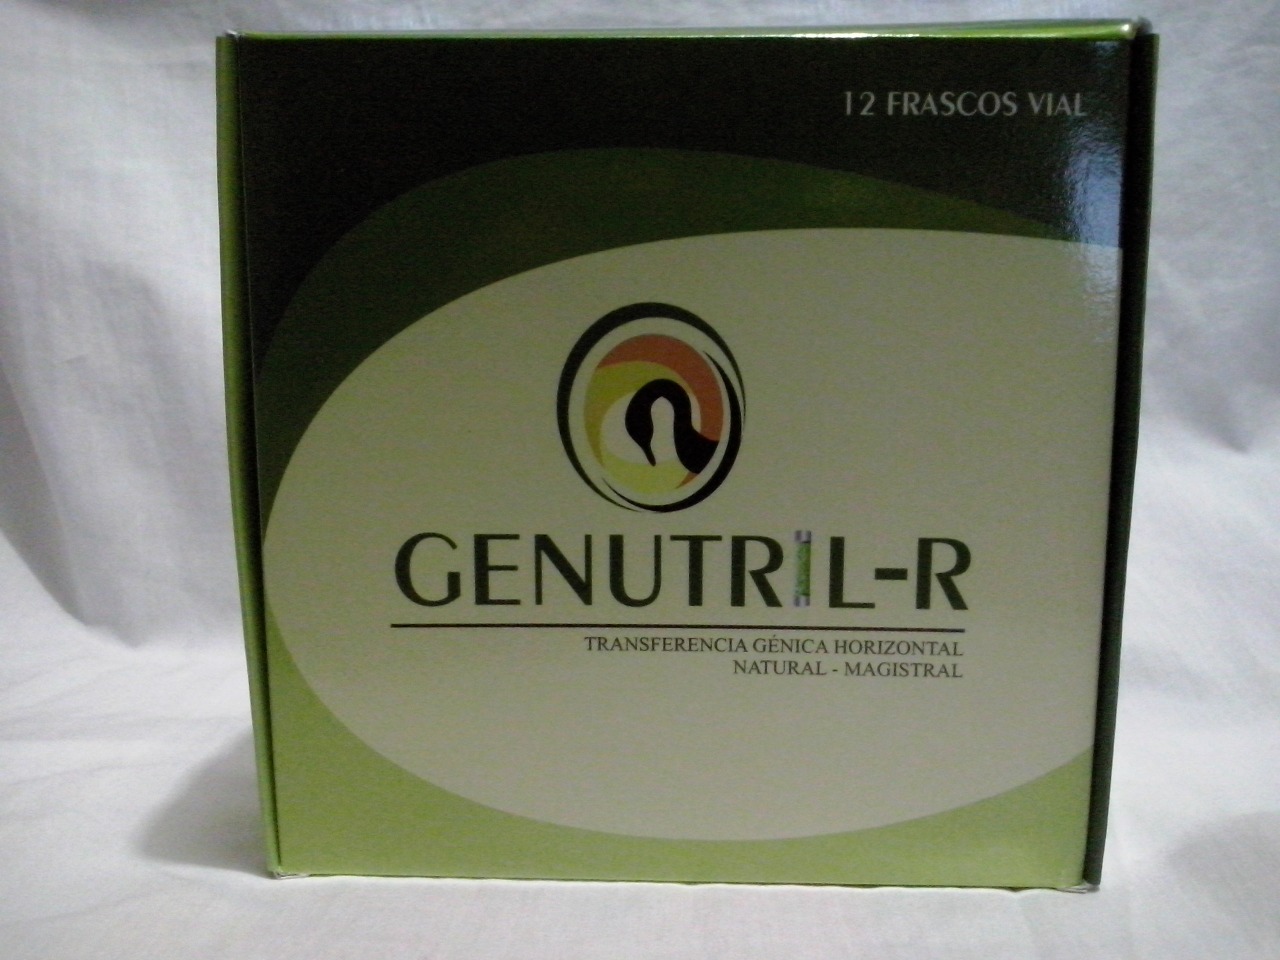 12 FRASCOS VIAL
GENUTRIL-R
TRANSFERENCIA GÉNICA HORIZONTAL
NATURAL - MAGISTRAL